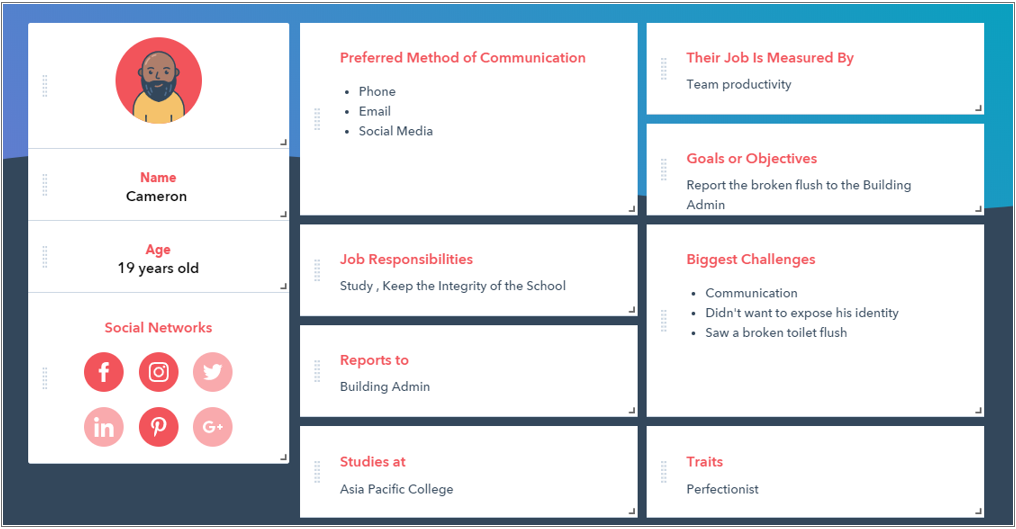 Name
Cameron
Age
19 years old
Social Networks
Preferred Method of Communication
Phone
Email
Social Media
Job Responsibilities
Study , Keep the Integrity of the School
Reports to
Building Admin
Studies at
Asia Pacific College
Their Job Is Measured By
Team productivity
Goals or Objectives
Report the broken flush to the Building
Admin
Biggest Challenges
Communication
Didn't want to expose his identity
Saw a broken toilet flush
Traits
Perfectionist